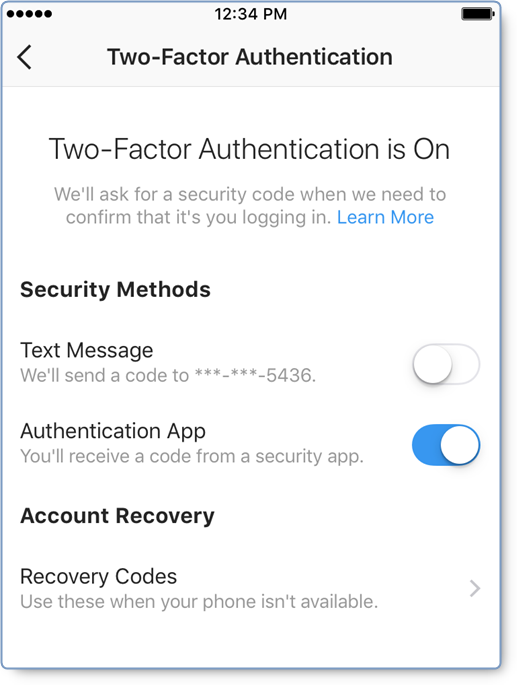 12:34 PM
Two-Factor Authentication
Two-Factor Authentication is On
We'll ask for a security code when we need to
confirm that it's you logging in. Learn More
Security Methods
Text Message
We'll send a code to ***-***-5436.
Authentication App
You'll receive a code from a security app.
Account Recovery
Recovery Codes
Use these when your phone isn't available.